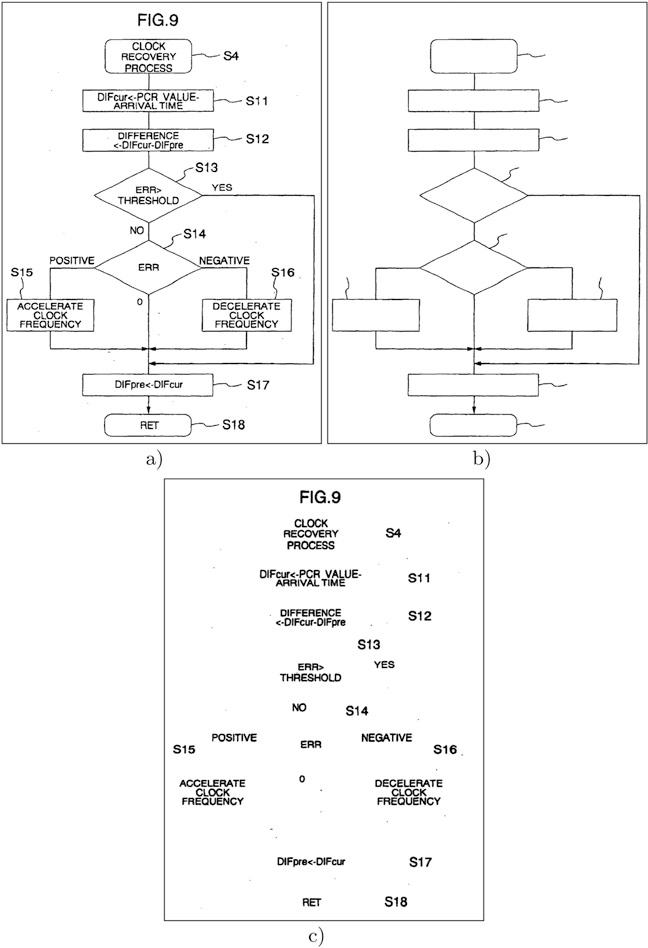 FIG.9
CLOCK
RECOVERY
PROCESS
S4
DIFcur<-PCR VALUE-
ARRIVAL TIME
S11
DIFFERENCE
<-DIFcur-DIFpre
S12
S13
ERR>
THRESHOLD
YES
NO
S14
POSITIVE
ERR
NEGATIVE
S15
S16
0
ACCELERATE
CLOCK
FREQUENCY
DECELERATE
CLOCK
FREQUENCY
DIFpre<-DIFcur
S17
RET
S18
a)
b)
FIG.9
CLOCK
RECOVERY
PROCESS
S4
DIFcur<-PCR VALUE-
ARRIVAL TIME
S11
DIFFERENCE
<-DIFcur-DIFpre
S12
S13
ERR>
THRESHOLD
YES
NO
S14
POSITIVE
ERR
NEGATIVE
S15
S16
0
ACCELERATE
CLOCK
FREQUENCY
DECELERATE
CLOCK
FREQUENCY
DIFpre<-DIFcur
S17
RET
S18
c)